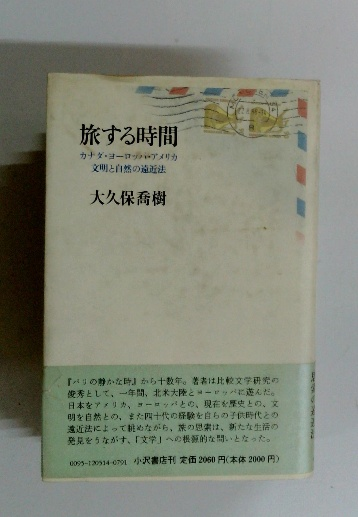 旅する時間
カナダ・ヨーロッパ・アメリカ
文明と自然の遠近法
大久保喬樹
『パリの静かな時』から十数年。著者は比較文学研究の
俊秀として、一年間、北米大陸とヨーロッパに遊んだ。
日本をアメリカ、ヨーロッパとの、現在を歴史との、文
明を自然との、また四十代の経験を自らの子供時代との
遠近法によって眺めながら、旅の思索は、新たな生活の
発見をうながす、「文学」への根源的な問いとなった。
0095-120514-0791 小沢書店刊 定価2060円(本体2000円)